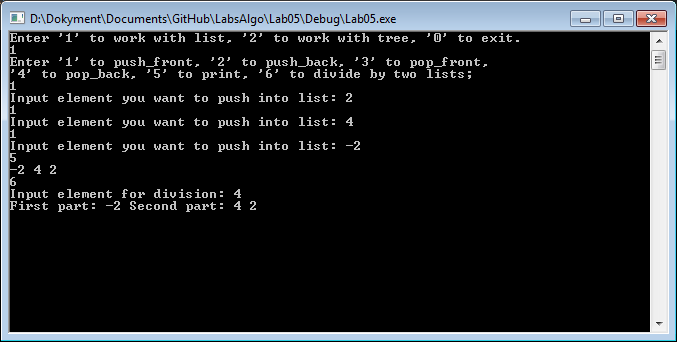 D:\Dokyment\Documents\GitHub\LabsAlgo\Lab05\Debug\Lab05.exe
Enter '1' to work with list, '2' to work with tree, '0' to exit.
1
Enter '1' to push_front, '2' to push_back, '3' to pop_front,
'4' to pop_back, '5' to print, '6' to divide by two lists;
1
Input element you want to push into list: 2
1
Input element you want to push into list: 4
1
Input element you want to push into list: -2
5
-2 4 2
6
Input element for division: 4
First part: -2 Second part: 4 2